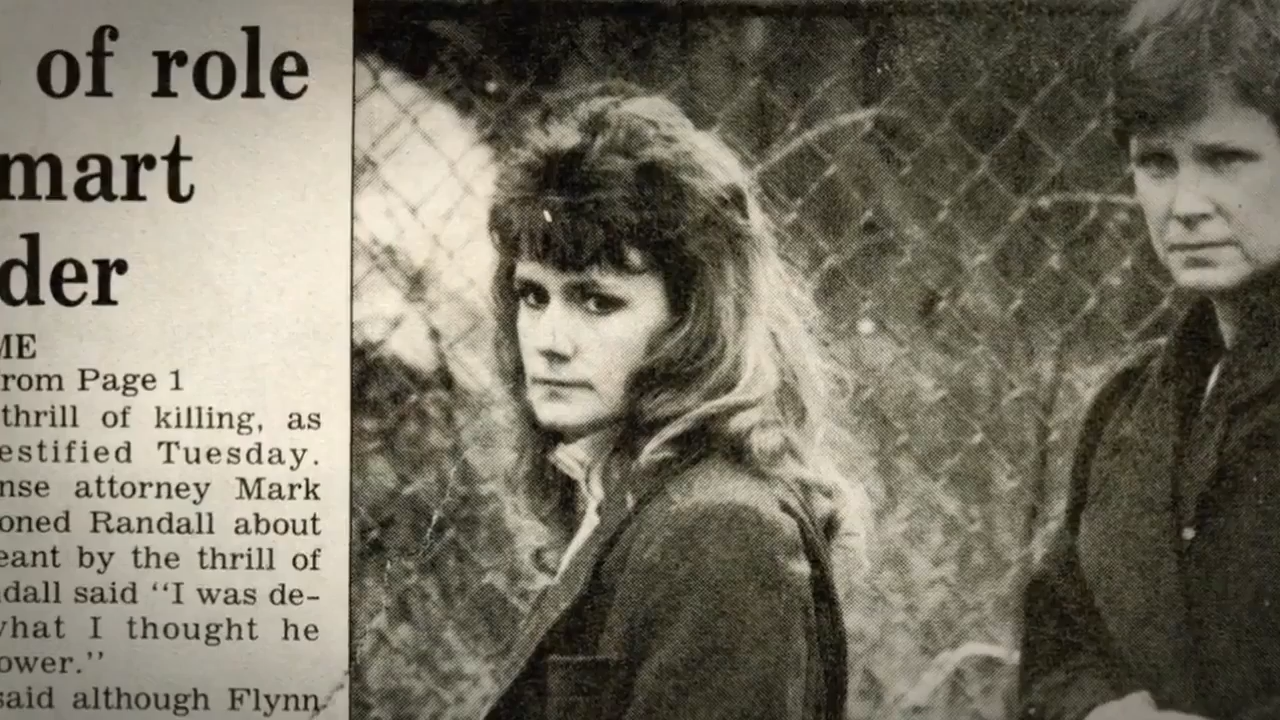 of role
mart
der
ME
rom Page 1
thrill of killing, as
estified Tuesday.
nse attorney Mark
oned Randall about
eant by the thrill of
dall said “I was de-
what I thought he
ower.”
said although Flynn